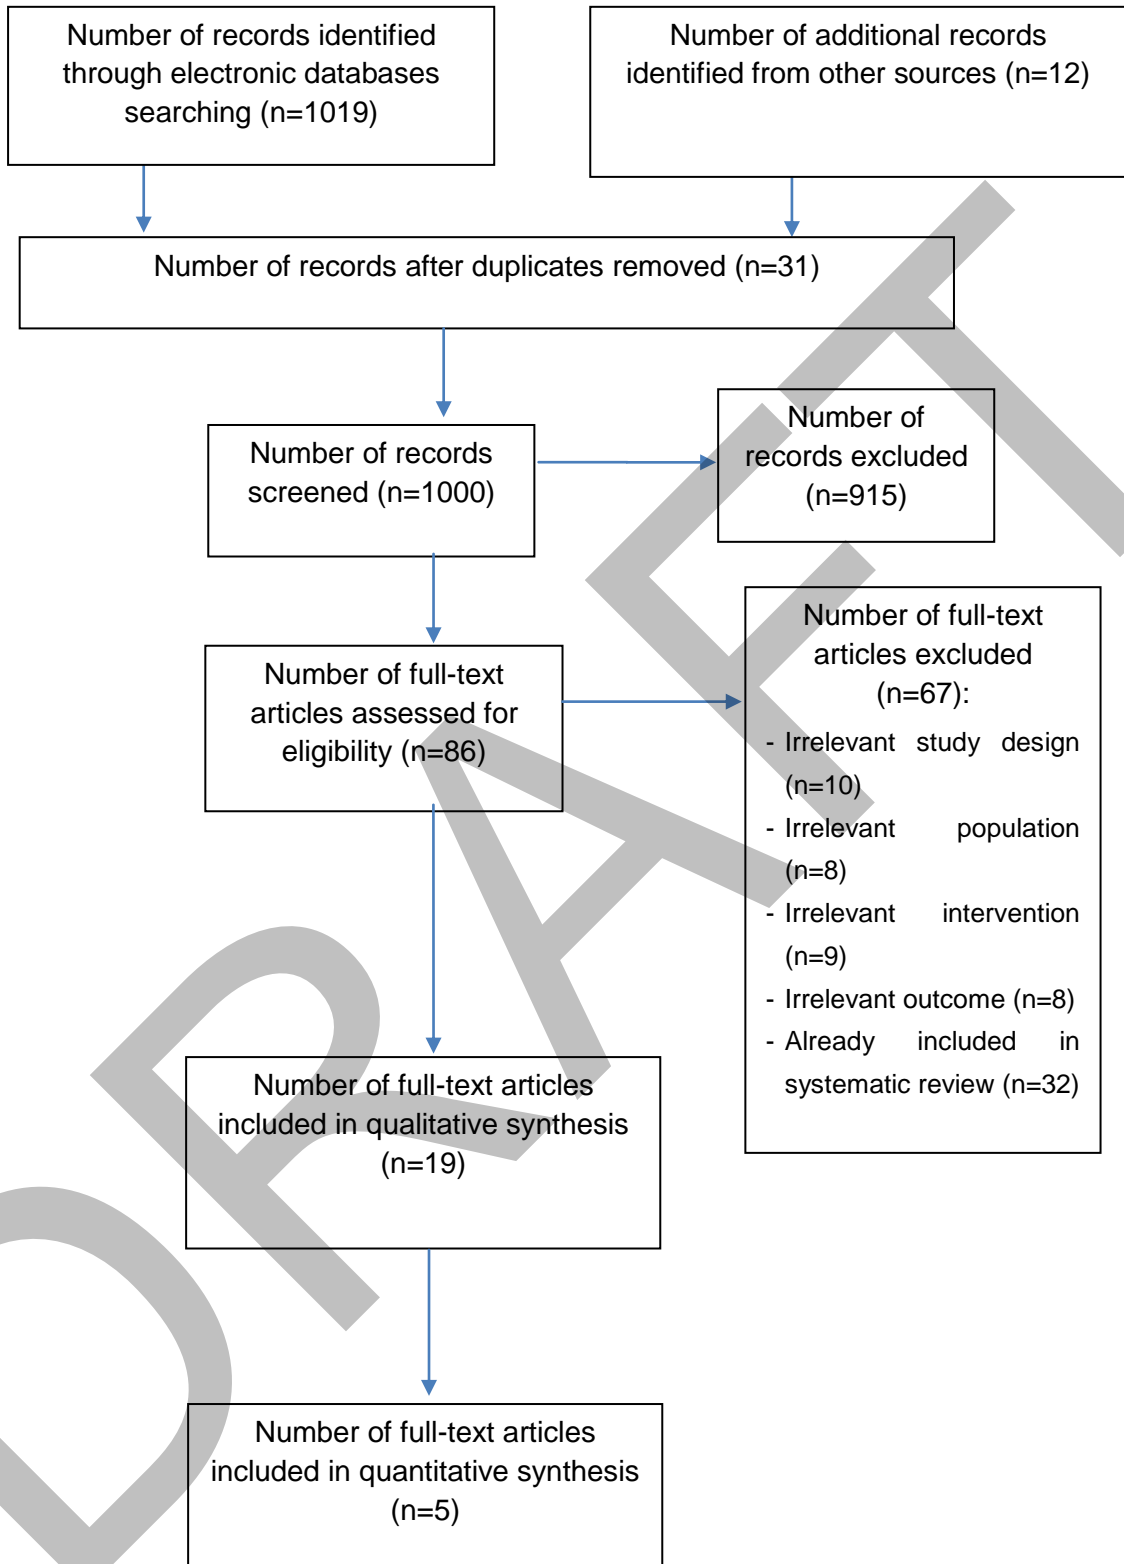 Number of records identified
through electronic databases
searching (n=1019)
Number of additional records
identified from other sources (n=12)
Number of records after duplicates removed (n=31)
Number of records
screened (n=1000)
Number of
records excluded
(n=915)
Number of full-text
articles assessed for
eligibility (n=86)
Number of full-text
articles excluded
(n=67):
- Irrelevant study design
(n=10)
- Irrelevant population
(n=8)
- Irrelevant intervention
(n=9)
- Irrelevant outcome (n=8)
- Already included in
systematic review (n=32)
Number of full-text articles
included in qualitative synthesis
(n=19)
Number of full-text articles
included in quantitative synthesis
(n=5)
DRAFT